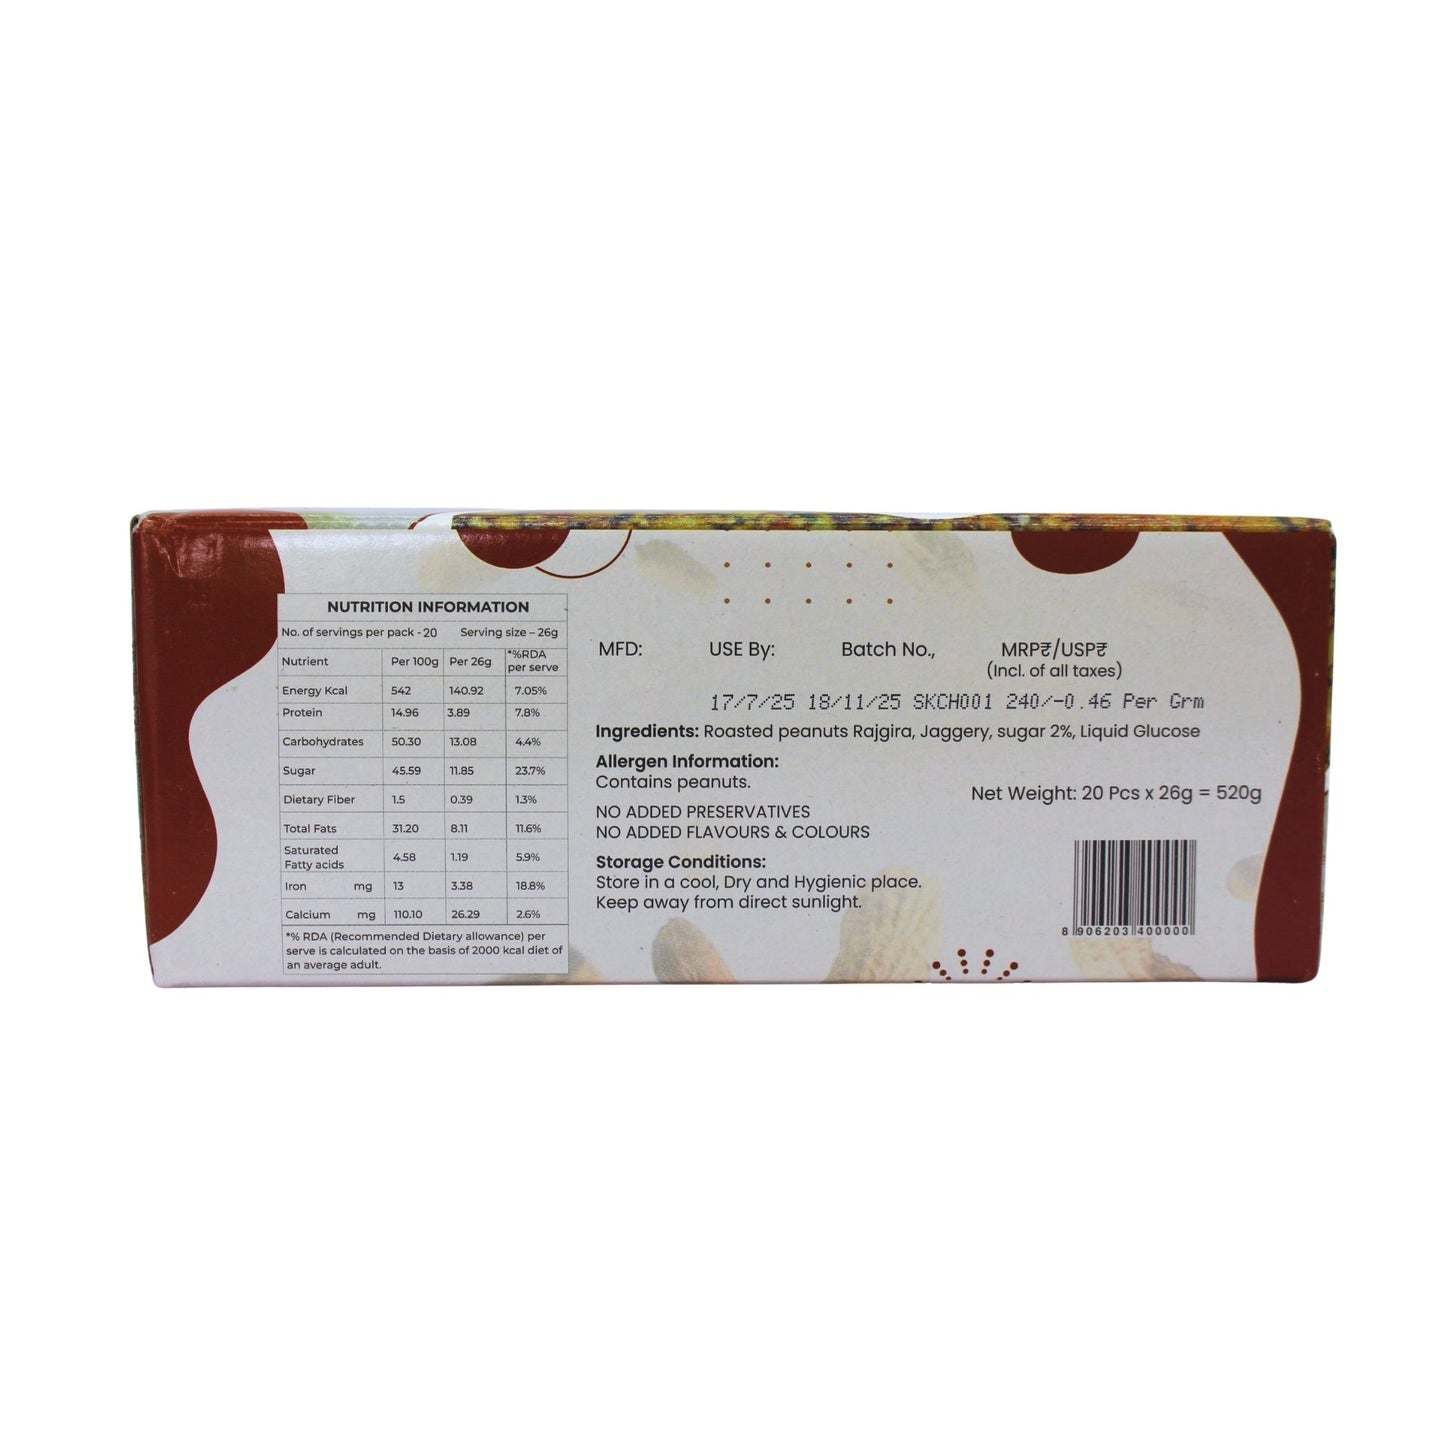 NUTRITION INFORMATION
No. of servings per pack - 20 Serving size – 26g
Nutrient Per 100g Per 26g *%RDA per serve
Energy Kcal 542 140.92 7.05%
Protein 14.96 3.89 7.8%
Carbohydrates 50.30 13.08 4.4%
Sugar 45.59 11.85 23.7%
Dietary Fiber 1.5 0.39 1.3%
Total Fats 31.20 8.11 11.6%
Saturated Fatty acids 4.58 1.19 5.9%
Iron mg 13 3.38 18.8%
Calcium mg 110.10 26.29 2.6%
*% RDA (Recommended Dietary allowance) per
serve is calculated on the basis of 2000 kcal diet of
an average adult.
MFD: USE By: Batch No., MRP₹/USP₹
(Incl. of all taxes)
17/7/25 18/11/25 SKCH001 240/-0.46 Per Grm
Ingredients: Roasted peanuts Rajgira, Jaggery, sugar 2%, Liquid Glucose
Allergen Information:
Contains peanuts.
Net Weight: 20 Pcs x 26g = 520g
NO ADDED PRESERVATIVES
NO ADDED FLAVOURS & COLOURS
Storage Conditions:
Store in a cool, Dry and Hygienic place.
Keep away from direct sunlight.
8 906203 400000